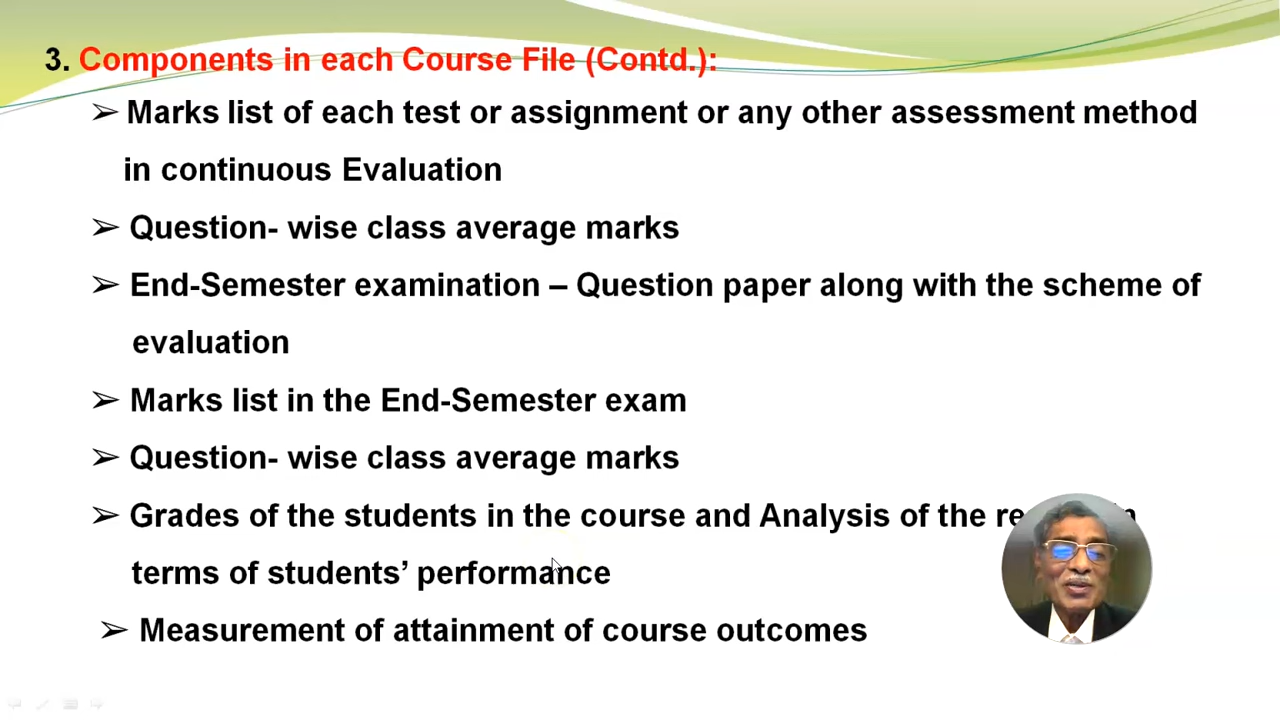 3. Components in each Course File (Contd.):
➢ Marks list of each test or assignment or any other assessment method
in continuous Evaluation
➢ Question- wise class average marks
➢ End-Semester examination – Question paper along with the scheme of
evaluation
➢ Marks list in the End-Semester exam
➢ Question- wise class average marks
➢ Grades of the students in the course and Analysis of the
terms of students’ performance
➢ Measurement of attainment of course outcomes